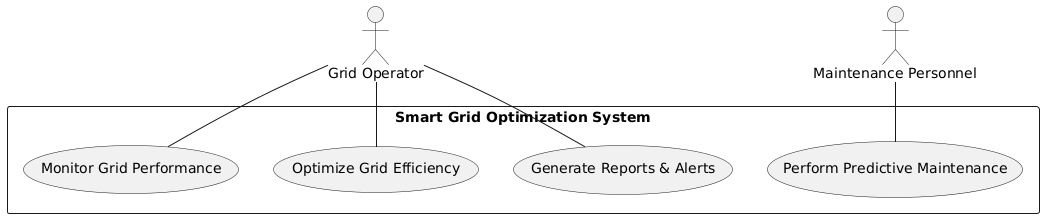 Grid Operator
Maintenance Personnel
Smart Grid Optimization System
Monitor Grid Performance
Optimize Grid Efficiency
Generate Reports & Alerts
Perform Predictive Maintenance